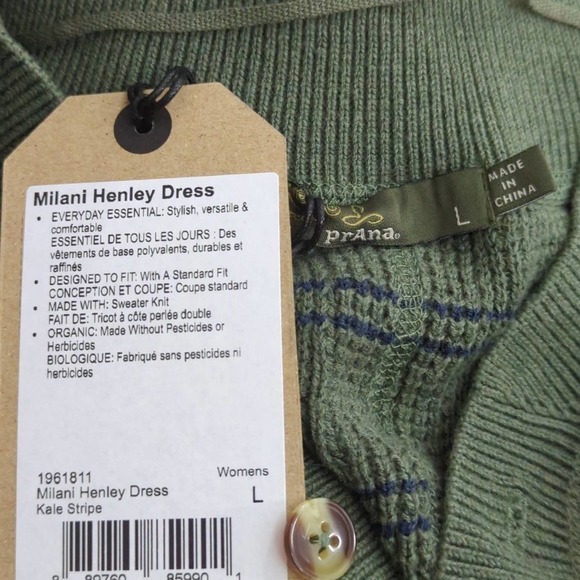 Milani Henley Dress
• EVERYDAY ESSENTIAL: Stylish, versatile &
comfortable
ESSENTIEL DE TOUS LES JOURS : Des
vêtements de base polyvalents, durables et
raffinés
• DESIGNED TO FIT: With A Standard Fit
CONCEPTION ET COUPE: Coupe standard
• MADE WITH: Sweater Knit
FAIT DE: Tricot à côte perlée double
• ORGANIC: Made Without Pesticides or
Herbicides
BIOLOGIQUE: Fabriqué sans pesticides ni
herbicides
1961811
Womens
Milani Henley Dress
L
Kale Stripe
prAna®
L
MADE
IN
CHINA